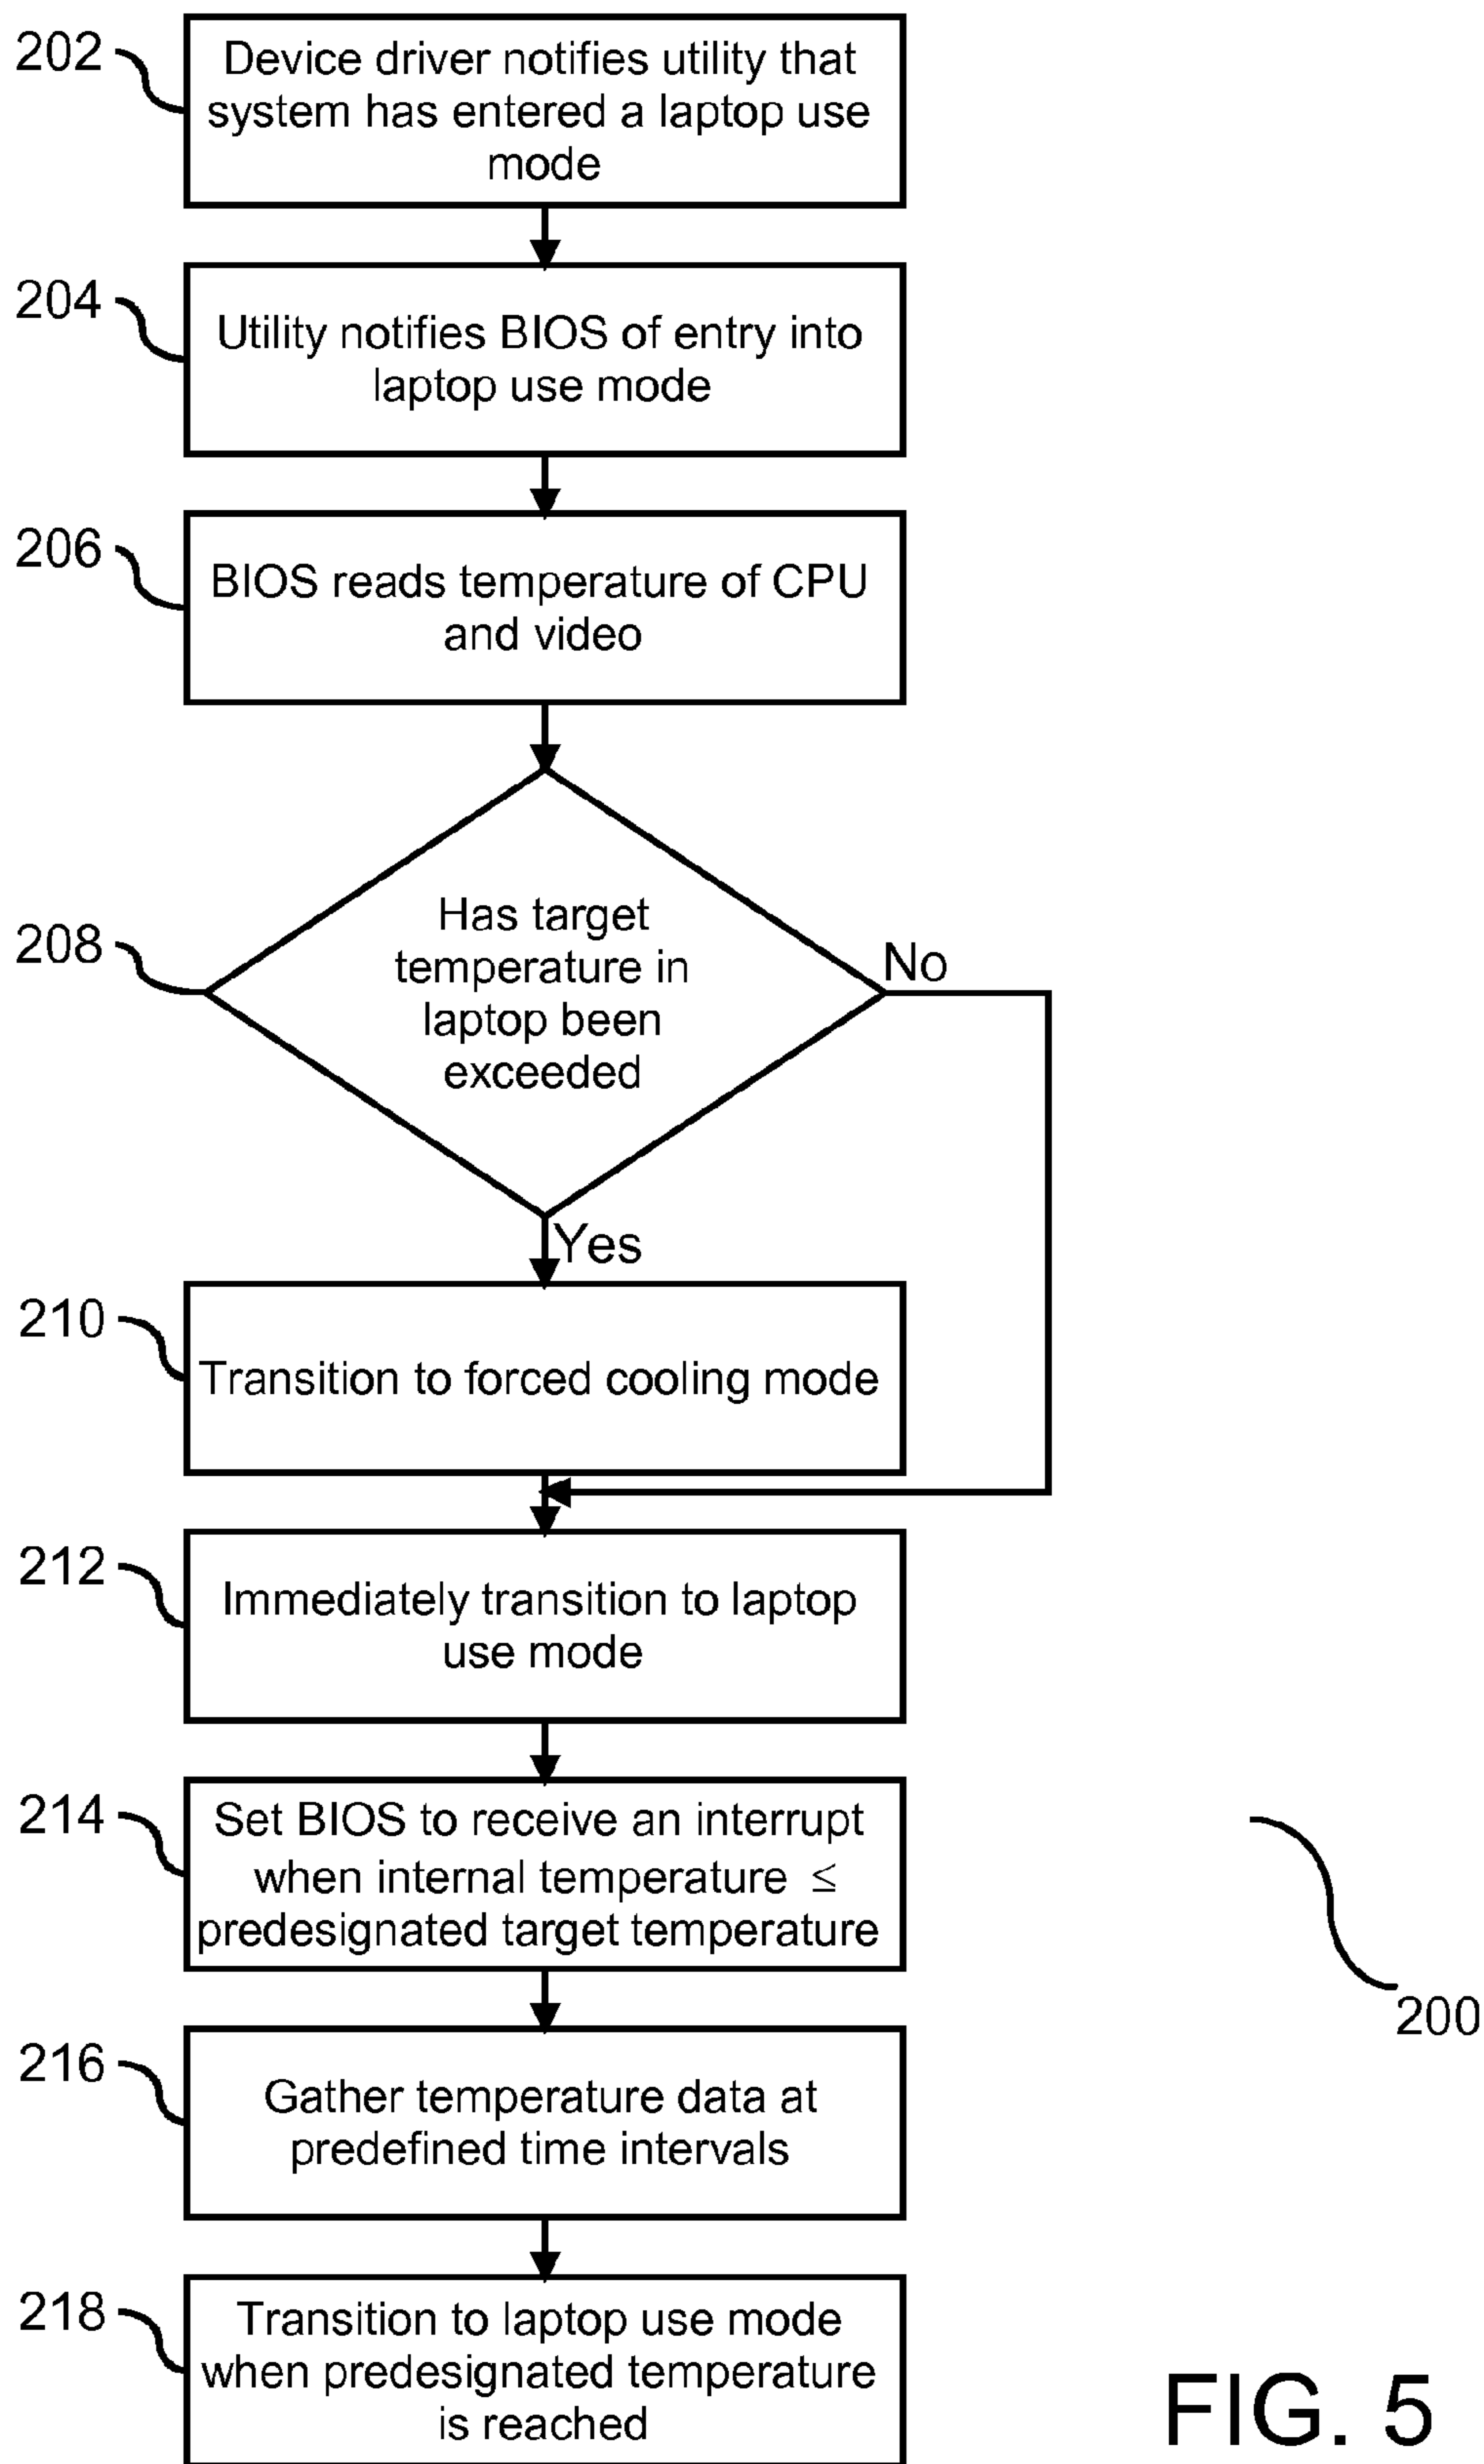 202
Device driver notifies utility that
system has entered a laptop use
mode
204
Utility notifies BIOS of entry into
laptop use mode
206
BIOS reads temperature of CPU
and video
208
Has target
temperature in
laptop been
exceeded
No
Yes
210
Transition to forced cooling mode
212
Immediately transition to laptop
use mode
214
Set BIOS to receive an interrupt
when internal temperature ≤
predesignated target temperature
200
216
Gather temperature data at
predefined time intervals
218
Transition to laptop use mode
when predesignated temperature
is reached
FIG. 5